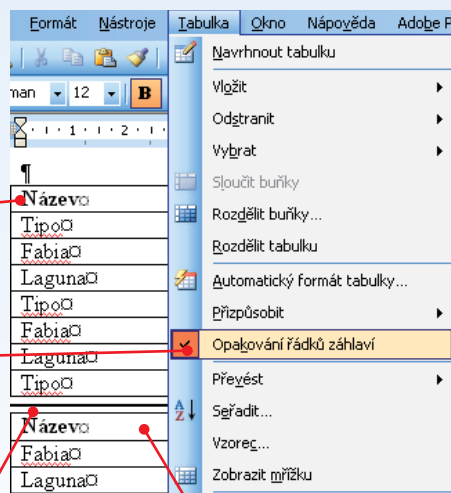 Formát Nástroje Tabulka Okno Nápověda Adobe P
man 12 B
1 2
Navrhnout tabulku
Vložit
Odstranit
Vybrat
Sloučit buňky
Rozdělit buňky...
Rozdělit tabulku
Automatický formát tabulky...
Přizpůsobit
Opakování řádků záhlaví
Převést
Seřadit...
Vzorec...
Zobrazit mřížku
¶
Název¤
Tipo¤
Fabia¤
Laguna¤
Tipo¤
Fabia¤
Laguna¤
Tipo¤
Název¤
Fabia¤
Laguna¤